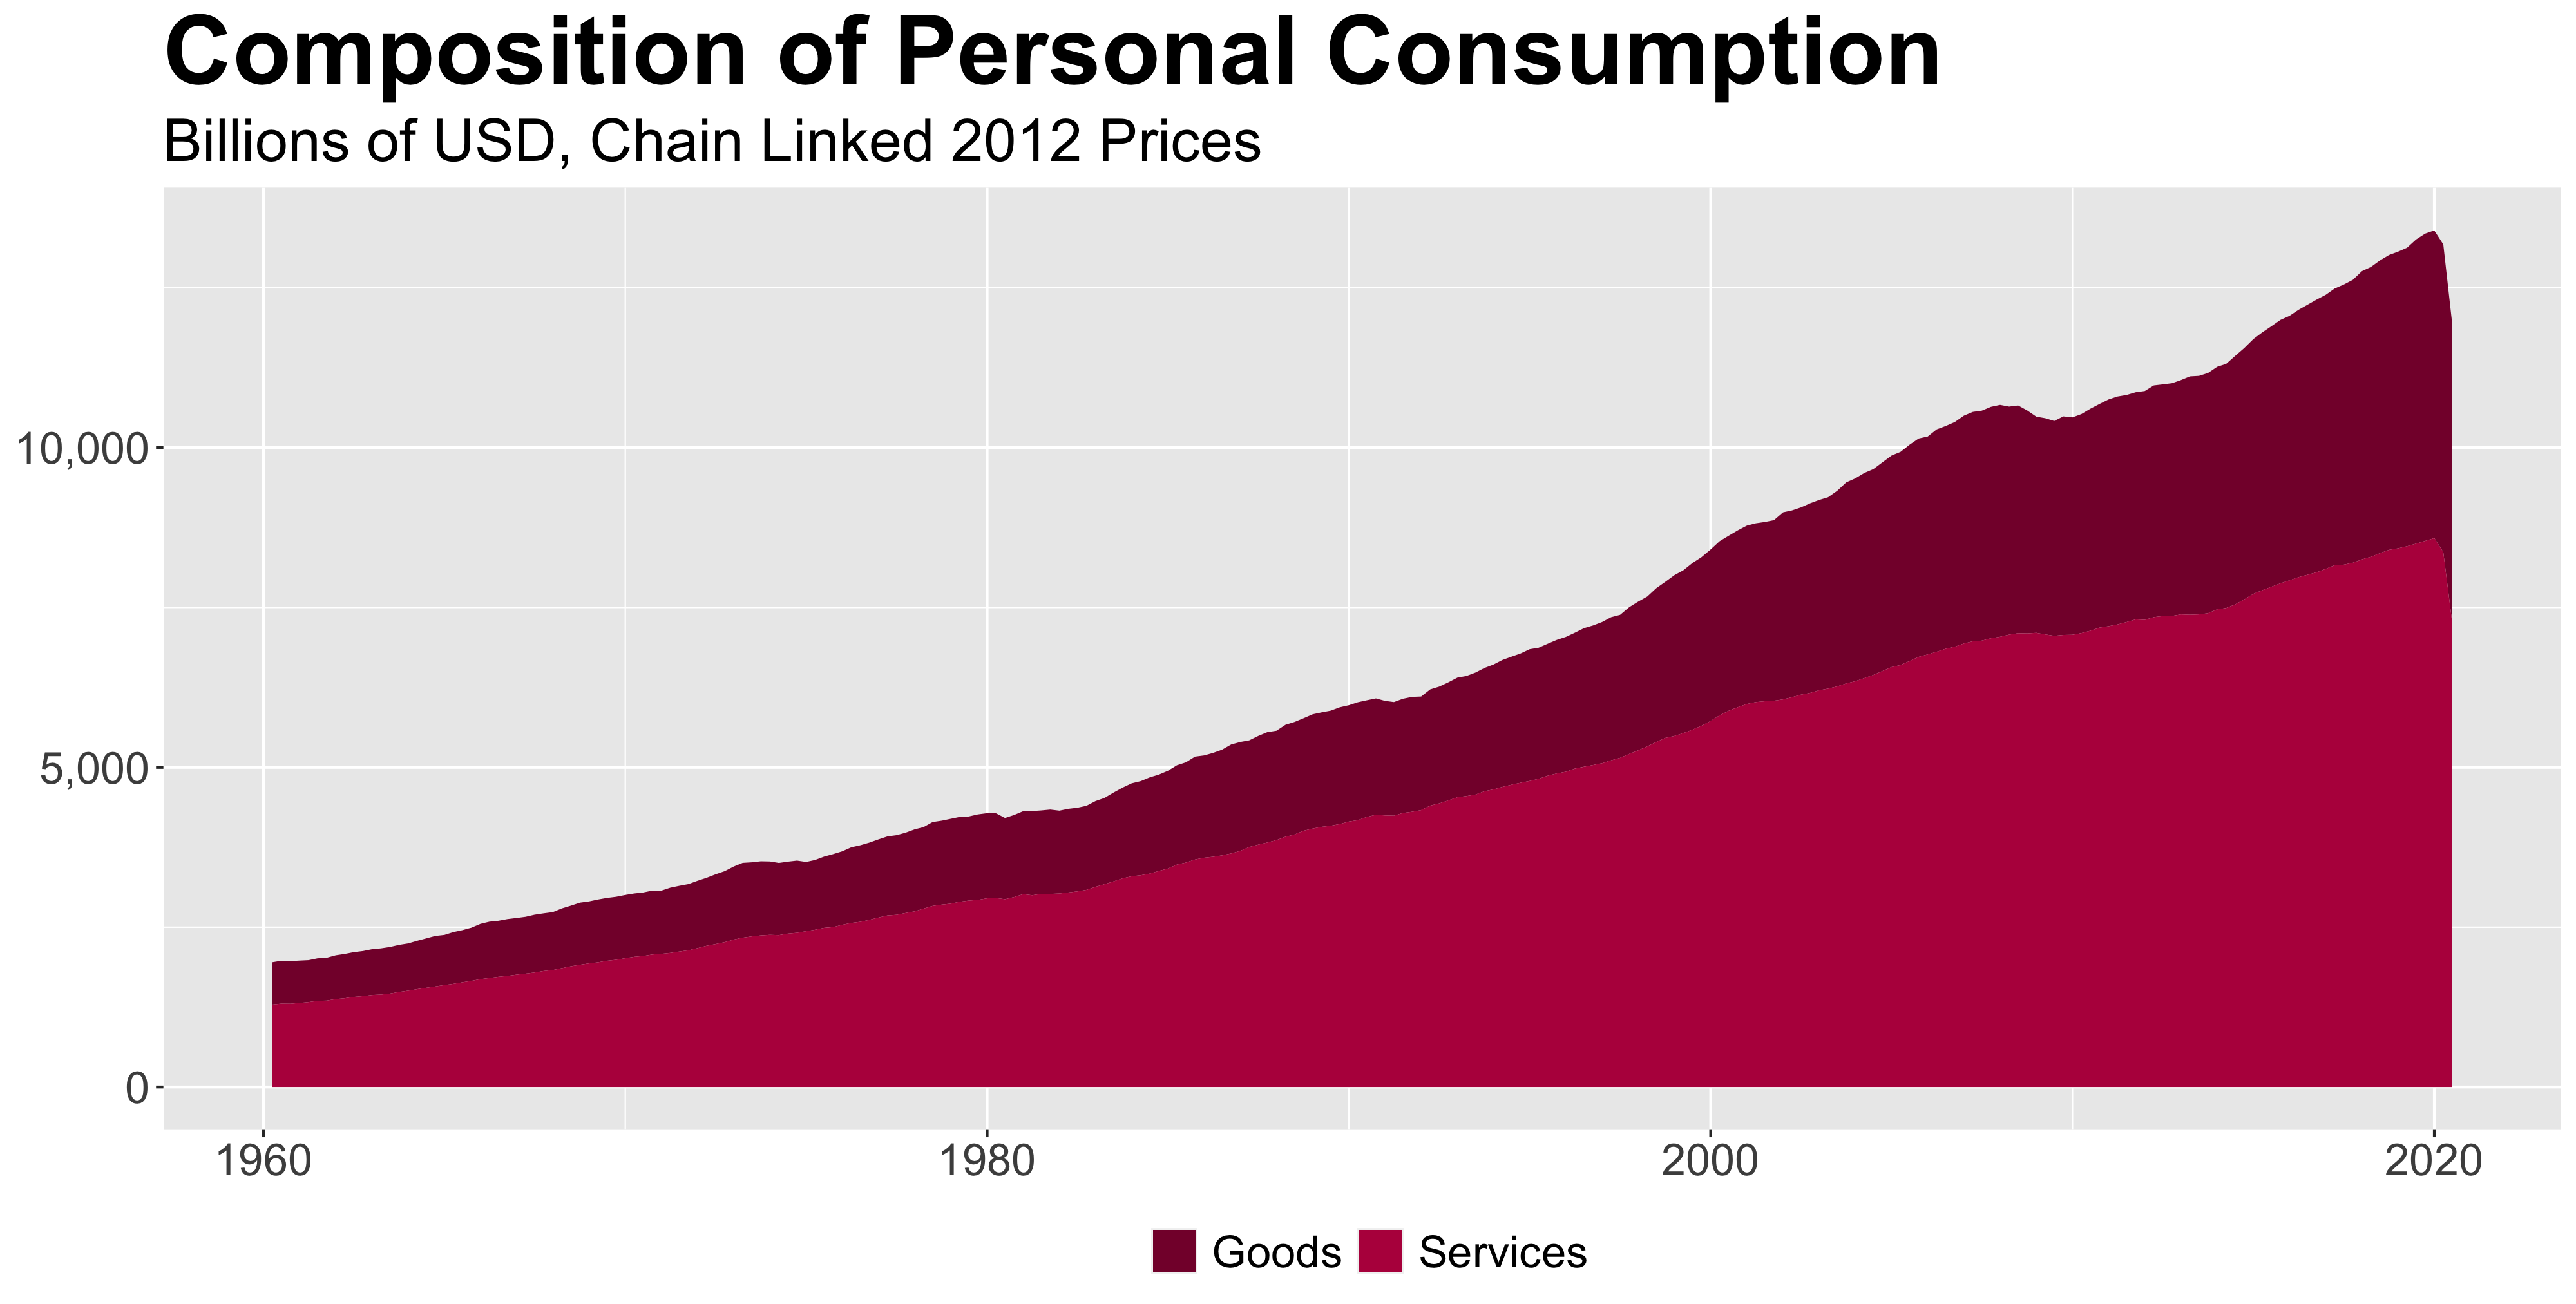 Composition of Personal Consumption
Billions of USD, Chain Linked 2012 Prices
10,000
5,000
0
1960 1980 2000 2020
Goods Services